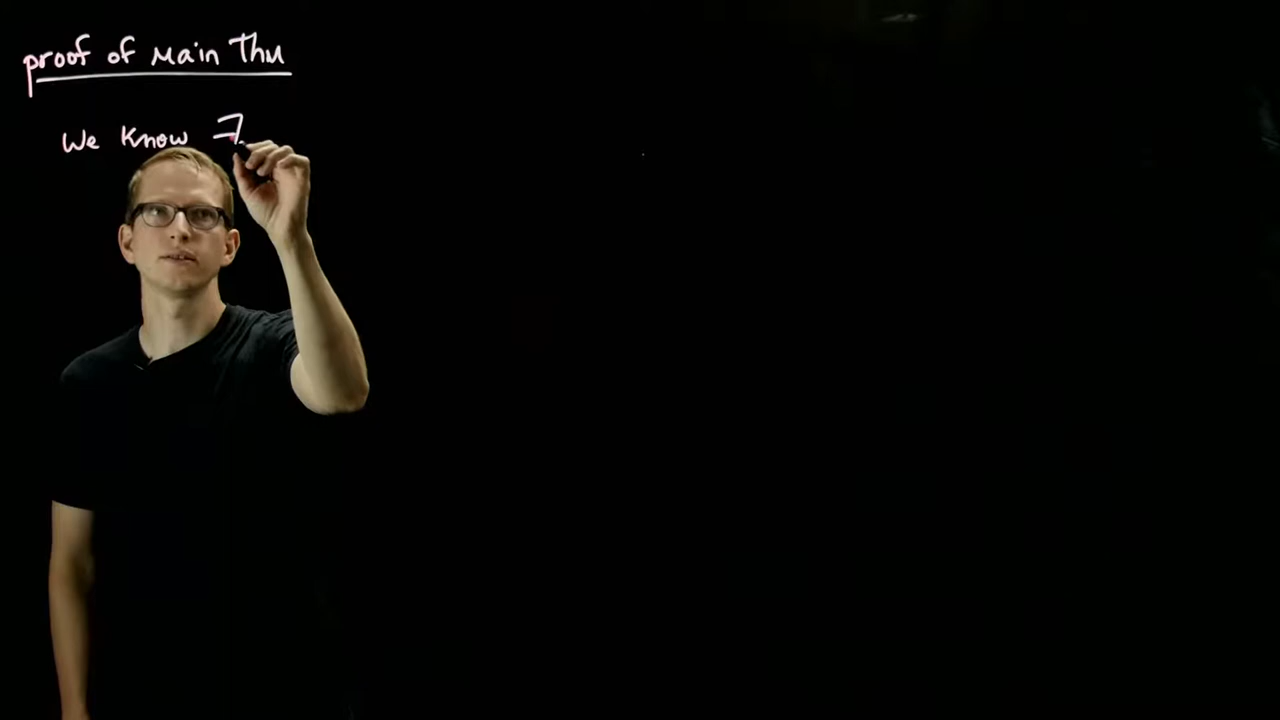 proof of Main Thm
We know ∃